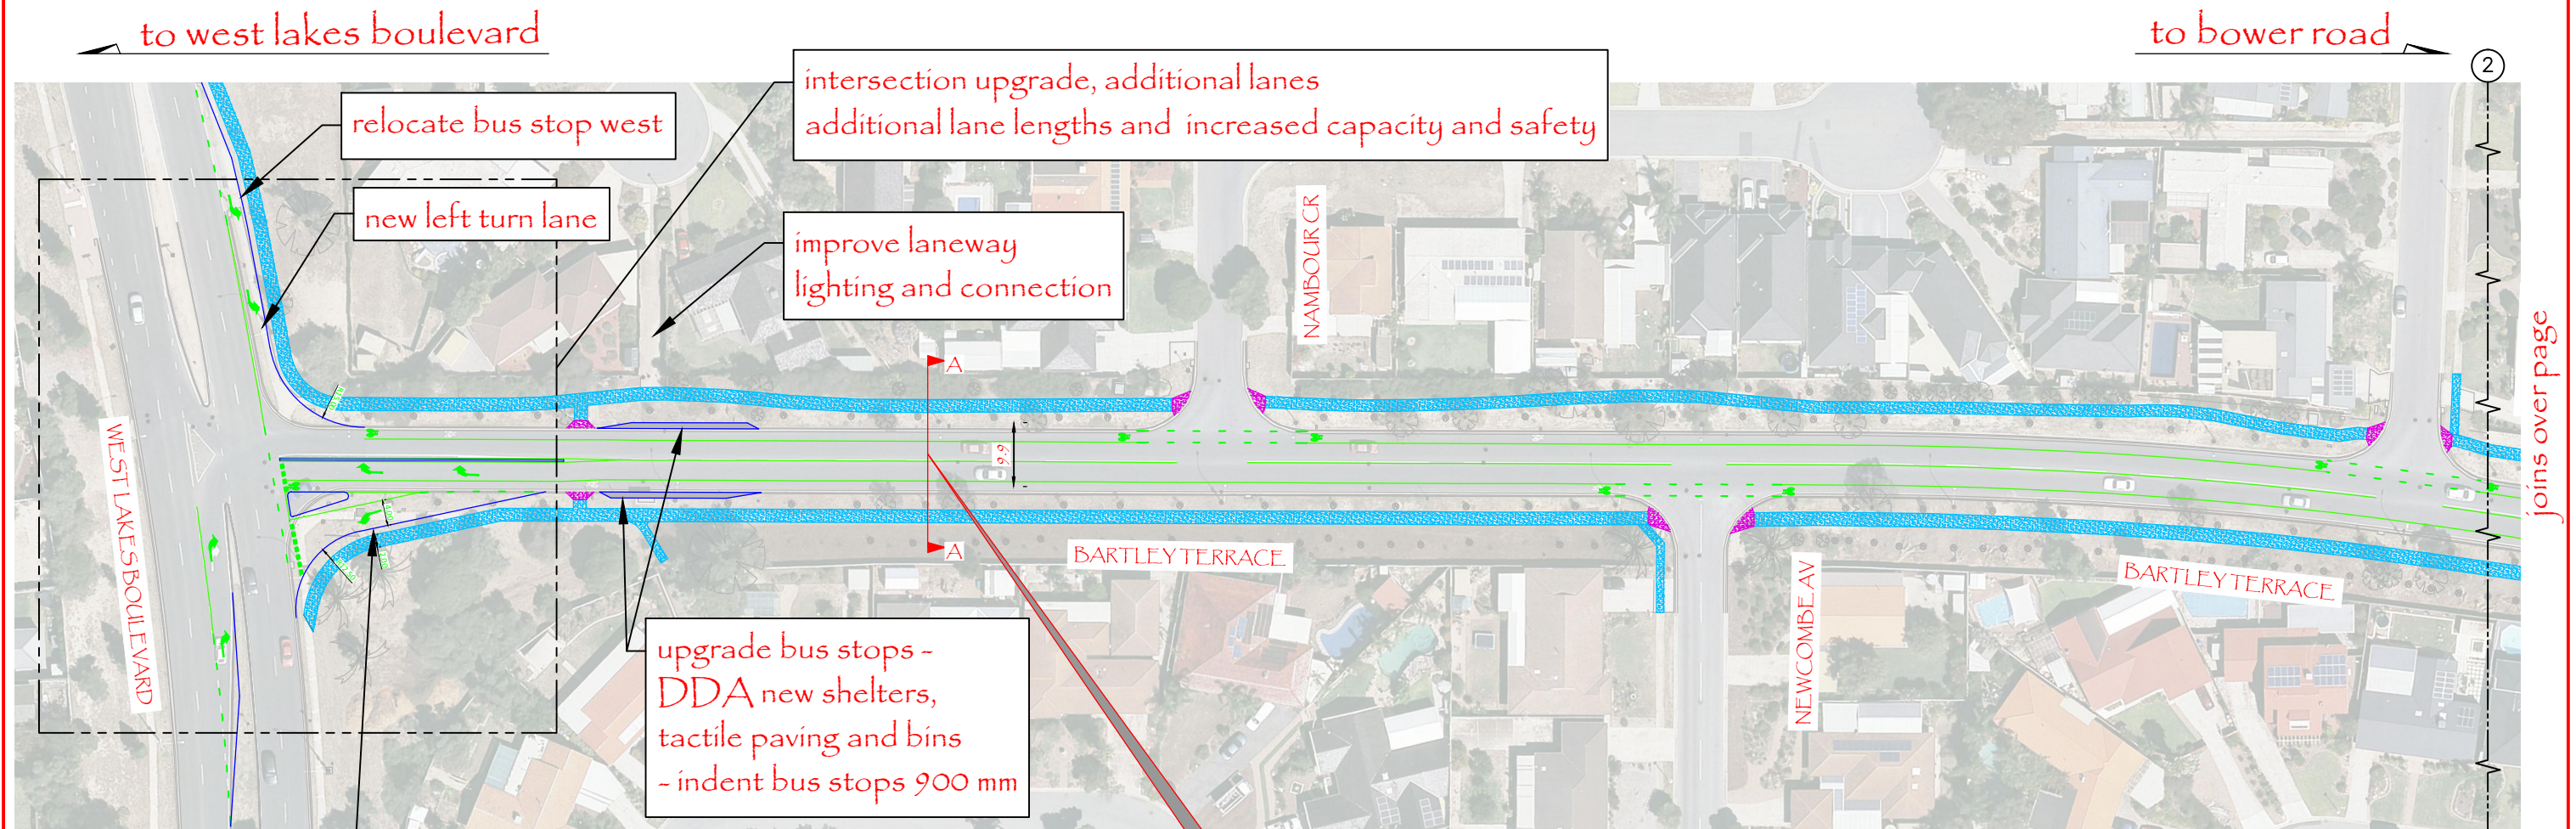 to west lakes boulevard
to bower road
2
intersection upgrade, additional lanes
additional lane lengths and increased capacity and safety
relocate bus stop west
new left turn lane
improve laneway
lighting and connection
NAMBOUR CR
A
9.9
WEST LAKES BOULEVARD
joins over page
A
BARTLEY TERRACE
BARTLEY TERRACE
NEWCOMBE AV
upgrade bus stops -
DDA new shelters,
tactile paving and bins
- indent bus stops 900 mm